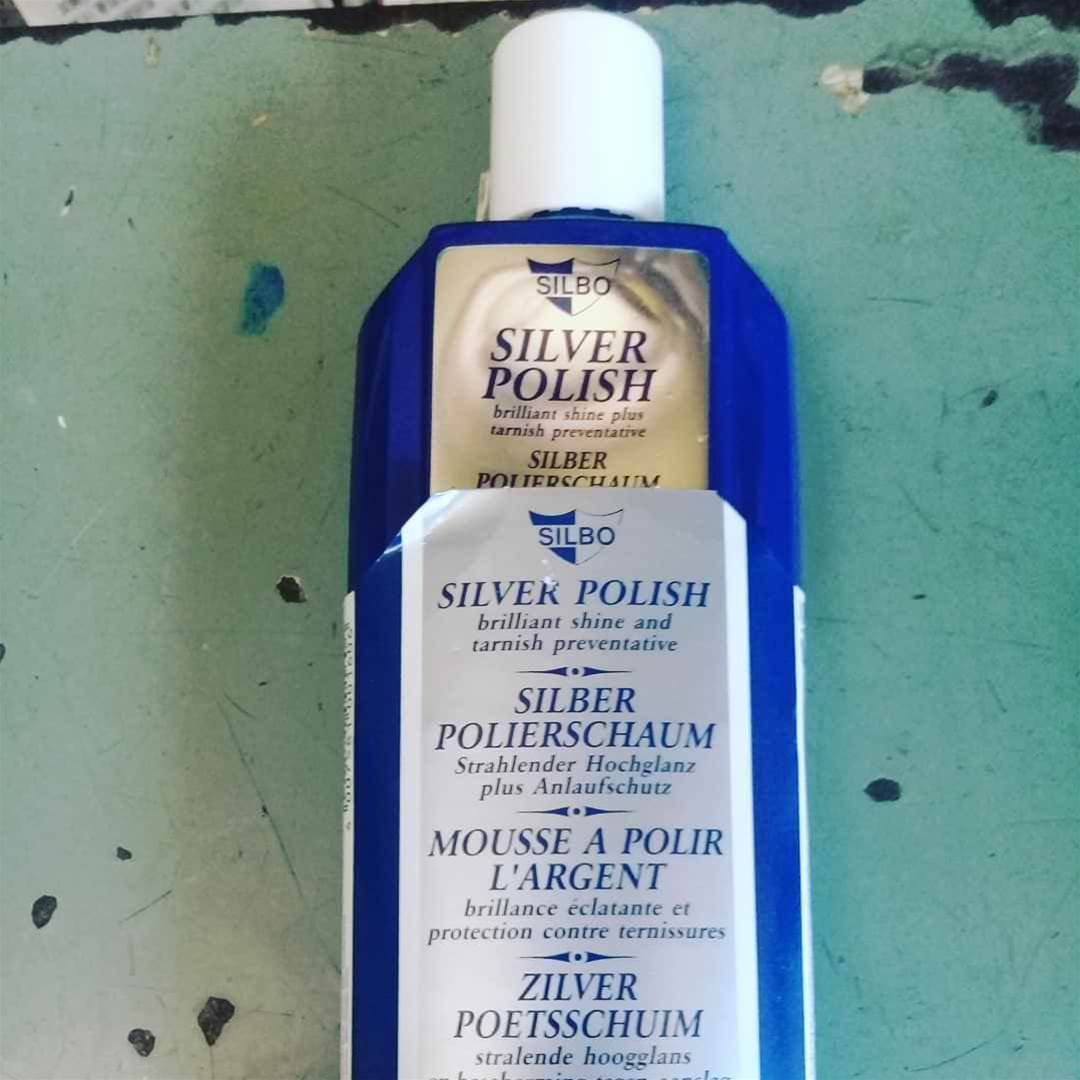 SILBO
SILVER
POLISH
brilliant shine plus
tarnish preventative
SILBER
POLIERSCHAUM
SILBO
SILVER POLISH
brilliant shine and
tarnish preventative
SILBER
POLIERSCHAUM
Strahlender Hochglanz
plus Anlaufschutz
MOUSSE A POLIR
L'ARGENT
brillance éclatante et
protection contre ternissures
ZILVER
POETSSCHUIM
stralende hoogglans